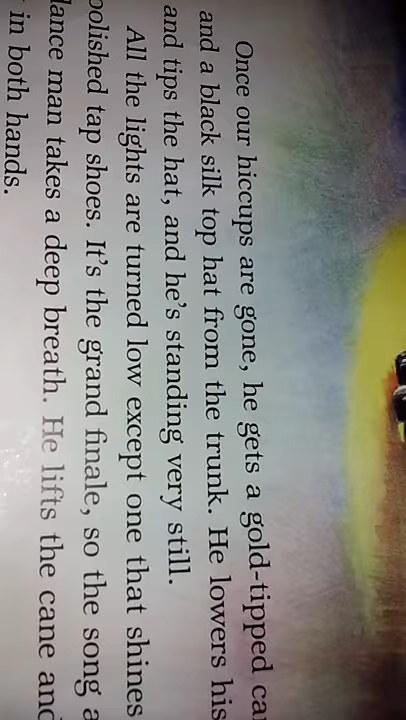 Once our hiccups are gone, he gets a gold-tipped
and a black silk top hat from the trunk. He lowers his
and tips the hat, and he's standing very still.
All the lights are turned low except one that shines
polished tap shoes. It's the grand finale, so the song
man takes a deep breath. He lifts the cane and
in both hands.